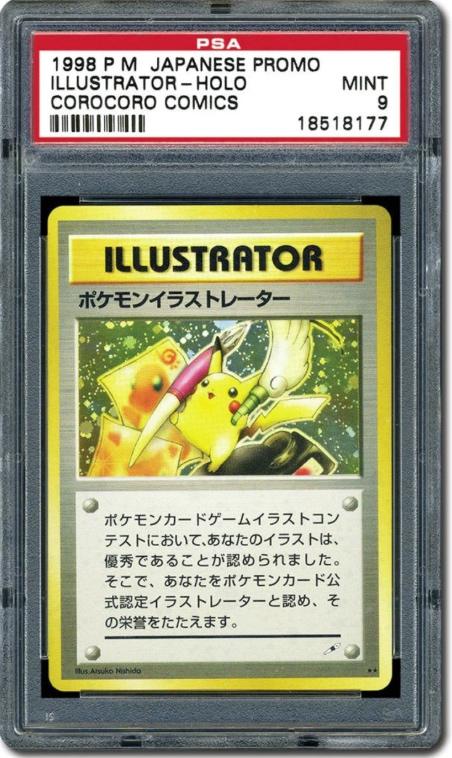 PSA
1998 P M JAPANESE PROMO
ILLUSTRATOR-HOLO MINT
COROCORO COMICS 9
18518177
ILLUSTRATOR
ポケモンイラストレーター
ポケモンカードゲームイラストコン
テストにおいて、あなたのイラストは、
優秀であることが認められました。
そこで、あなたをポケモンカード公
式認定イラストレーターと認め、そ
の栄誉をたたえます。
Illus.Atsuko Nishida
★★